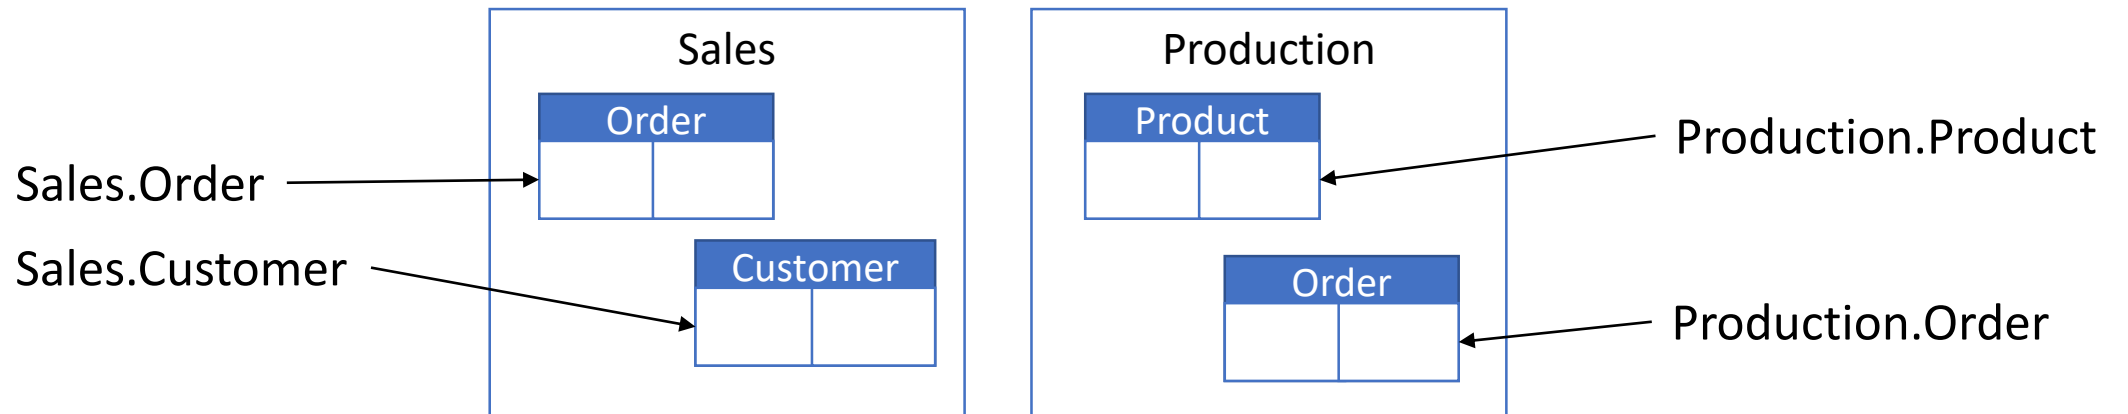 Sales
Production
Order
Product
Production.Product
Sales.Order
Sales.Customer
Customer
Order
Production.Order